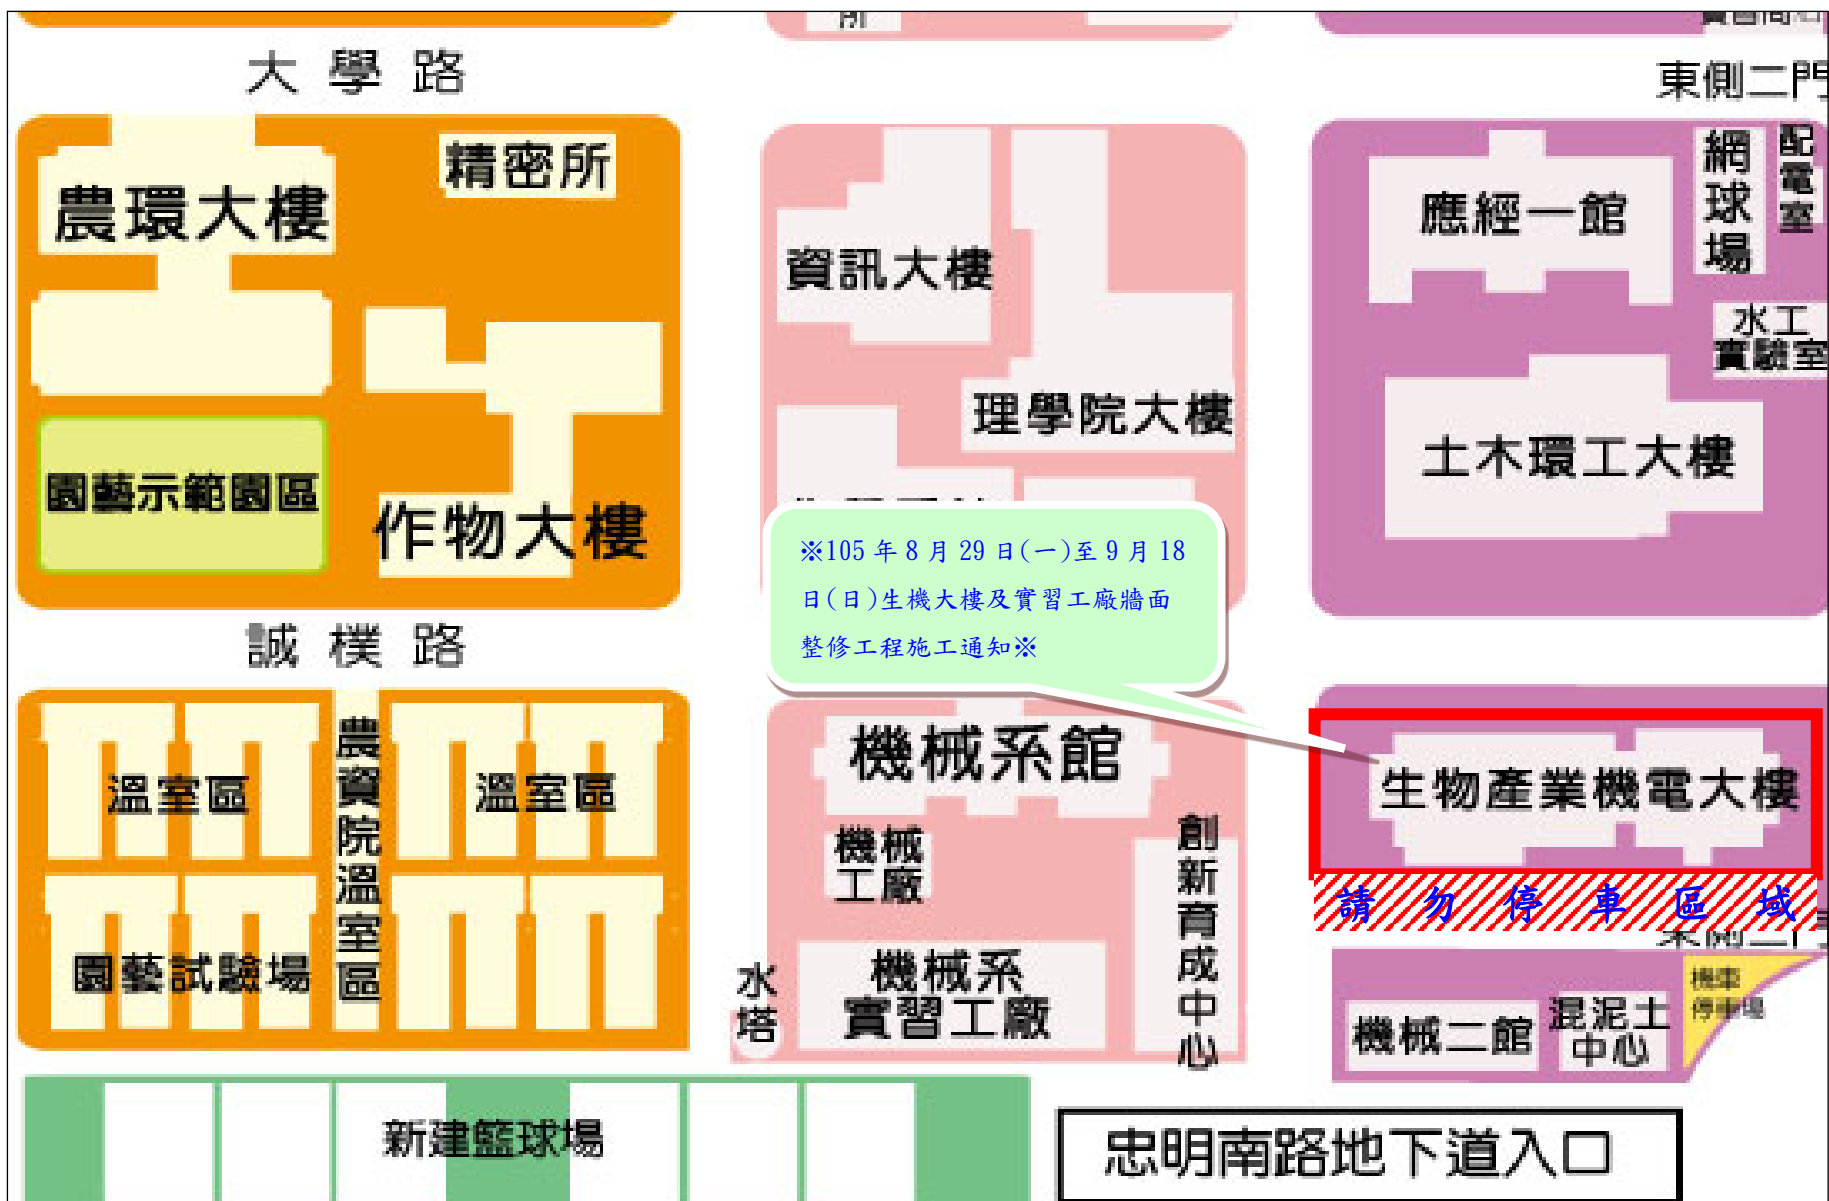 大學路
東側二門
農環大樓
精密所
園藝示範園區
作物大樓
資訊大樓
理學院大樓
應經一館
網球場
配電室
水工
實驗室
土木環工大樓
※105年8月29日(一)至9月18
日(日)生機大樓及實習工廠牆面
整修工程施工通知※
誠樸路
溫室區
農資院溫室區
溫室區
園藝試驗場
機械系館
機械
工廠
創新育成中心
水塔
機械系
實習工廠
生物產業機電大樓
請勿停車區域
機械二館
混泥土
中心
機車
停車場
新建籃球場
忠明南路地下道入口